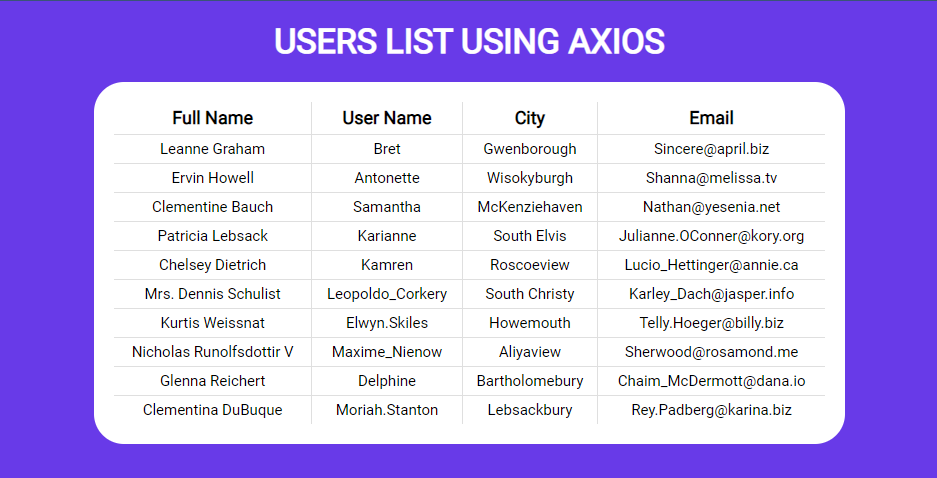 USERS LIST USING AXIOS
Full Name User Name City Email
Leanne Graham Bret Gwenborough Sincere@april.biz
Ervin Howell Antonette Wisokyburgh Shanna@melissa.tv
Clementine Bauch Samantha McKenziehaven Nathan@yesenia.net
Patricia Lebsack Karianne South Elvis Julianne.OConner@kory.org
Chelsey Dietrich Kamren Roscoeview Lucio_Hettinger@annie.ca
Mrs. Dennis Schulist Leopoldo_Corkery South Christy Karley_Dach@jasper.info
Kurtis Weissnat Elwyn.Skiles Howemouth Telly.Hoeger@billy.biz
Nicholas Runolfsdottir V Maxime_Nienow Aliyaview Sherwood@rosamond.me
Glenna Reichert Delphine Bartholomebury Chaim_McDermott@dana.io
Clementina DuBuque Moriah.Stanton Lebsackbury Rey.Padberg@karina.biz